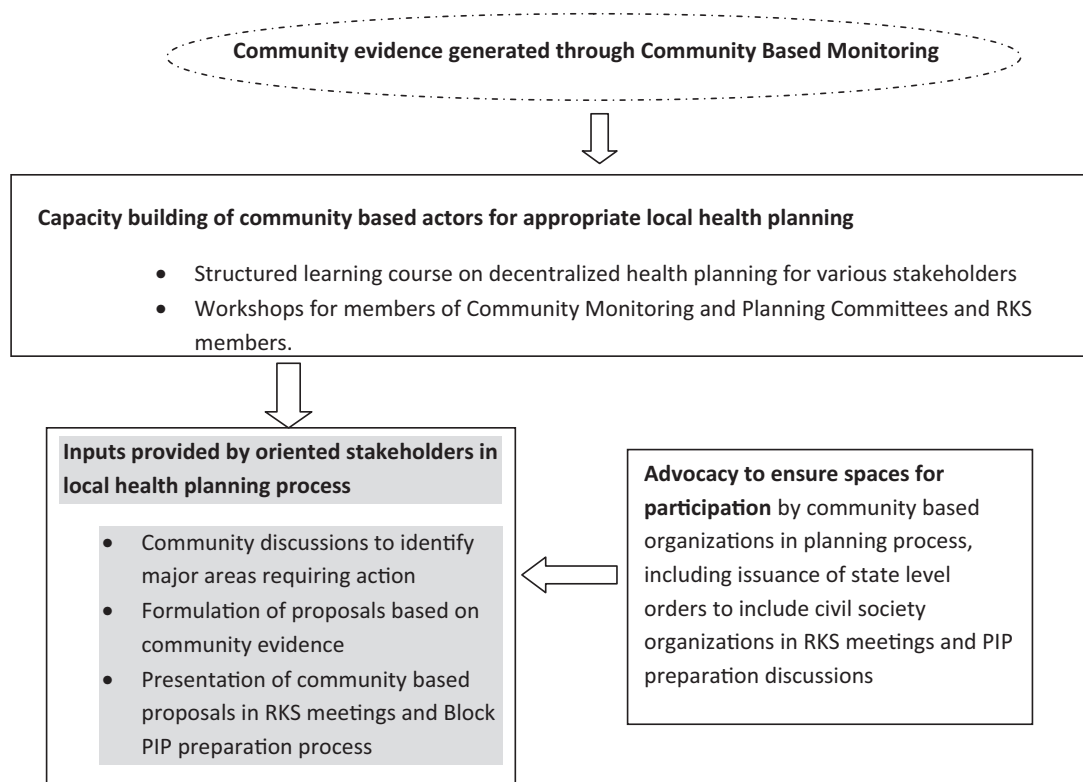 Community evidence generated through Community Based Monitoring
Capacity building of community based actors for appropriate local health planning
• Structured learning course on decentralized health planning for various stakeholders
• Workshops for members of Community Monitoring and Planning Committees and RKS
members.
Inputs provided by oriented stakeholders in
local health planning process
• Community discussions to identify
major areas requiring action
• Formulation of proposals based on
community evidence
• Presentation of community based
proposals in RKS meetings and Block
PIP preparation process
Advocacy to ensure spaces for
participation by community based
organizations in planning process,
including issuance of state level
orders to include civil society
organizations in RKS meetings and PIP
preparation discussions